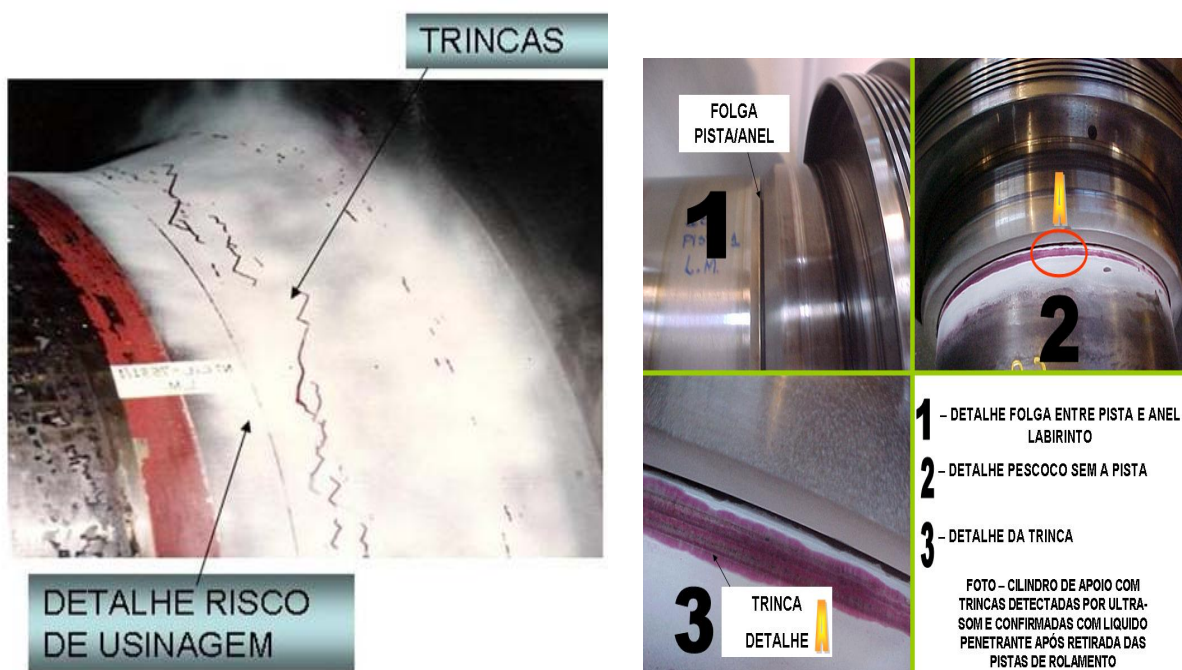 TRINCAS
DETALHE RISCO
DE USINAGEM
FOLGA
PISTA/ANEL
1
L.M.
2
3
TRINCA
DETALHE
1 – DETALHE FOLGA ENTRE PISTA E ANEL
LABIRINTO
2 – DETALHE PESCOCO SEM A PISTA
3 – DETALHE DA TRINCA
FOTO – CILINDRO DE APOIO COM
TRINCAS DETECTADAS POR ULTRA-
SOM E CONFIRMADAS COM LIQUIDO
PENETRANTE APÓS RETIRADA DAS
PISTAS DE ROLAMENTO